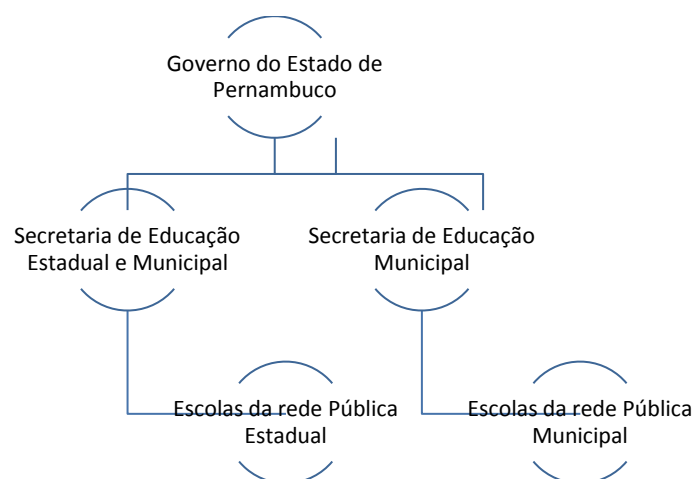 Governo do Estado de
Pernambuco
Secretaria de Educação
Estadual e Municipal
Secretaria de Educação
Municipal
Escolas da rede Pública
Estadual
Escolas da rede Pública
Municipal